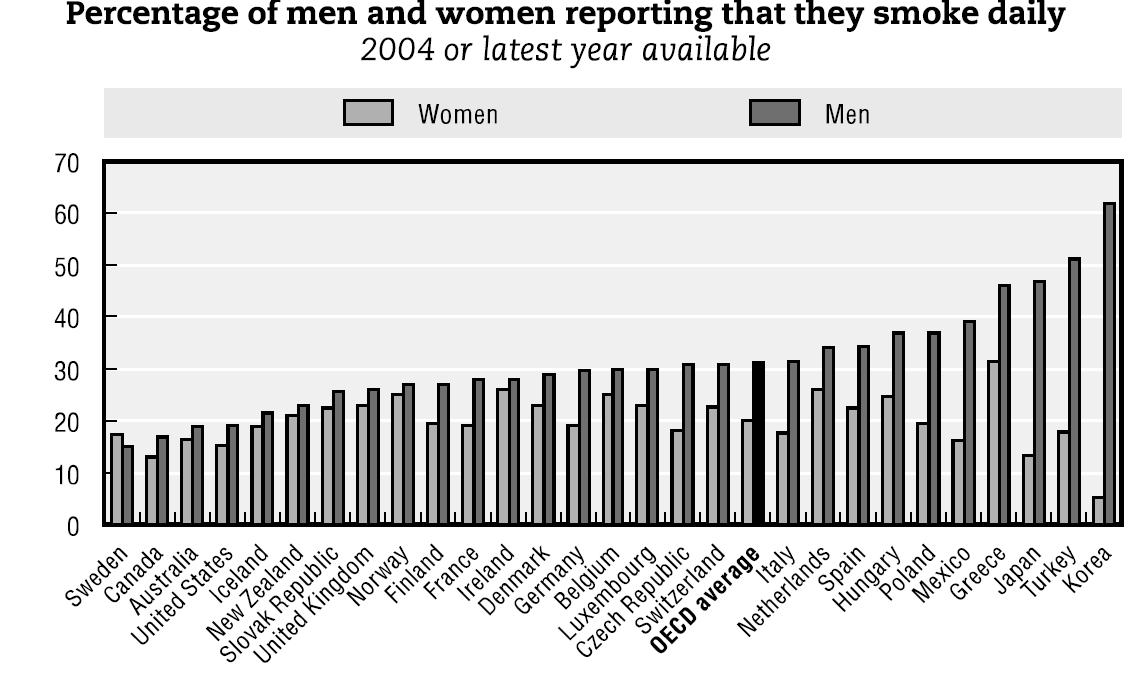 Percentage of men and women reporting that they smoke daily
2004 or latest year available
Women
Men
70
60
50
40
30
20
10
0
Sweden
Canada
Australia
United States
Iceland
New Zealand
Slovak Republic
United Kingdom
Norway
Finland
France
Ireland
Denmark
Germany
Belgium
Luxembourg
Czech Republic
Switzerland
OECD average
Italy
Netherlands
Spain
Hungary
Poland
Mexico
Greece
Japan
Turkey
Korea